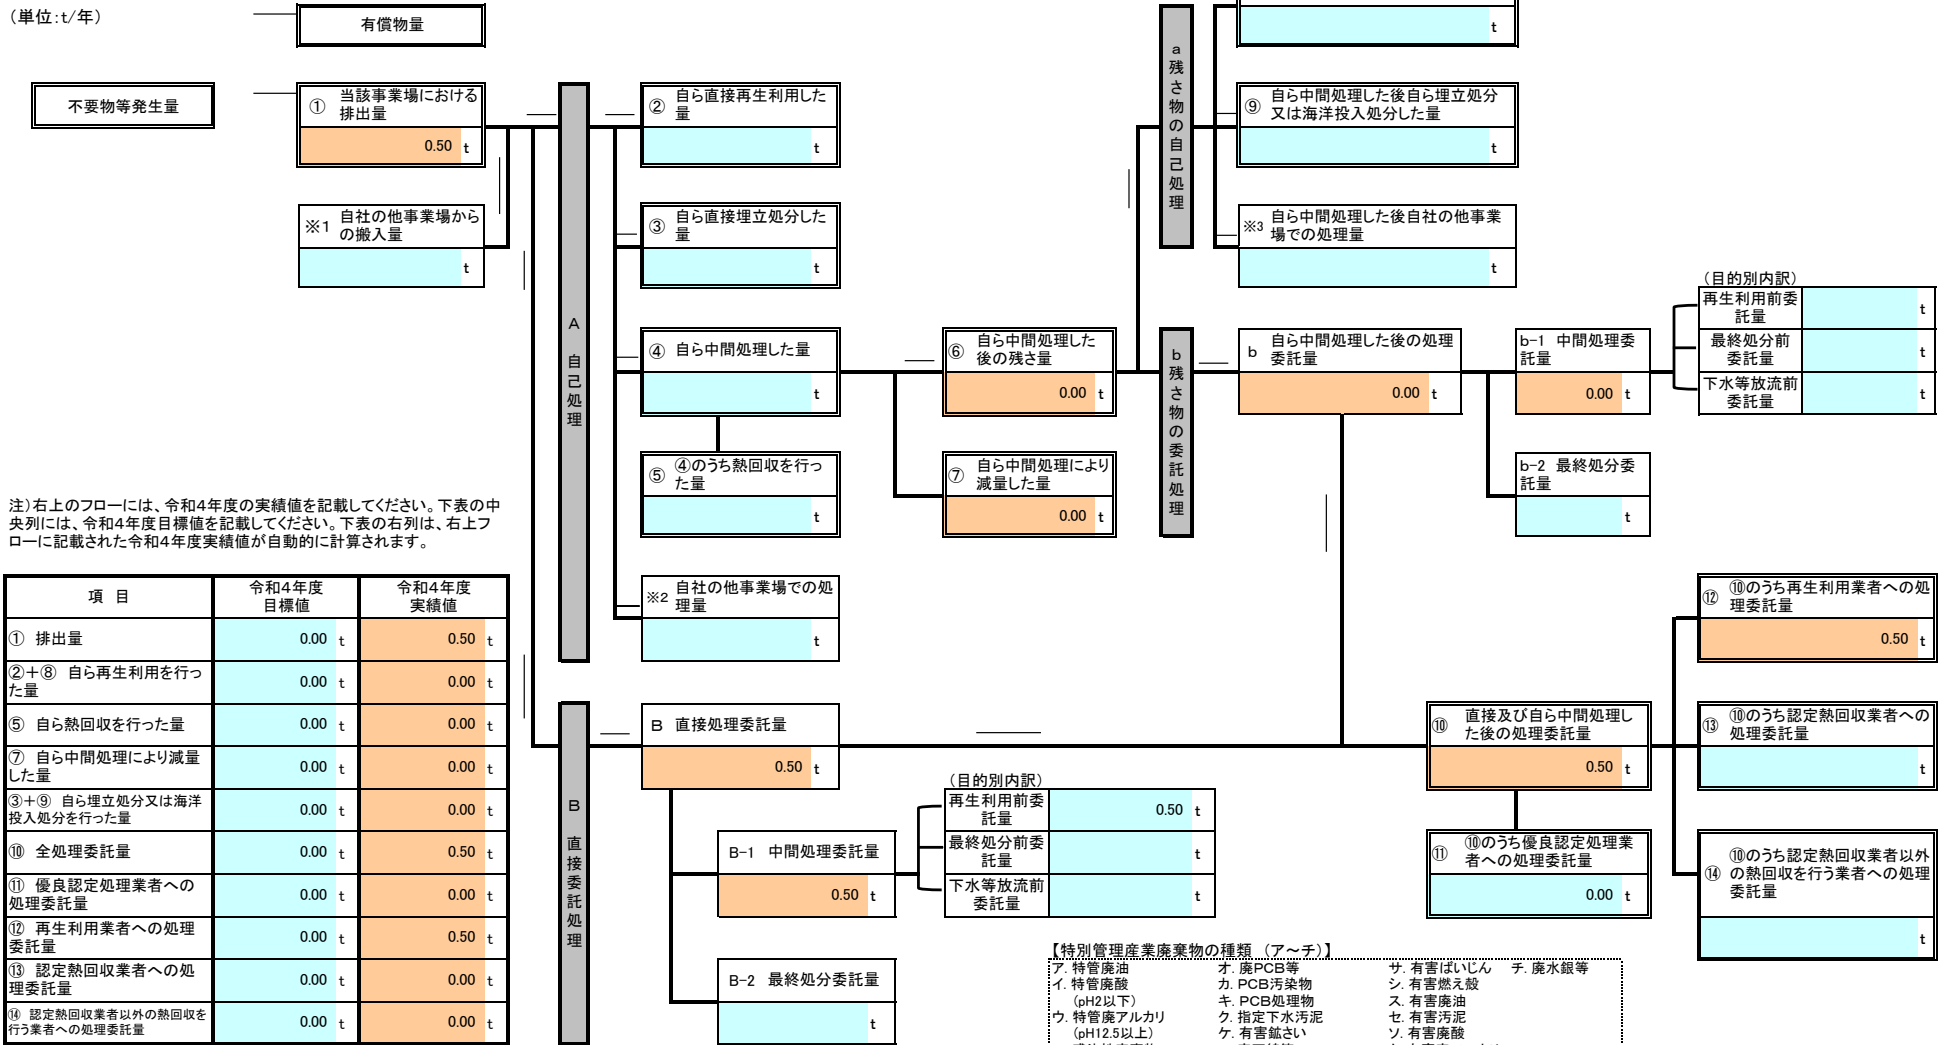 (単位:t/年)
有償物量
不要物等発生量
① 当該事業場における
排出量
0.50 t
※1 自社の他事業場から
の搬入量
t
A
自己処理
② 自ら直接再生利用した
量
t
③ 自ら直接埋立処分した
量
t
④ 自ら中間処理した量
t
⑤ ④のうち熱回収を行っ
た量
t
※2 自社の他事業場での処
理量
t
⑥ 自ら中間処理した
後の残さ量
0.00 t
⑦ 自ら中間処理により
減量した量
0.00 t
a残さ物の自己処理
t
⑨ 自ら中間処理した後自ら埋立処分
又は海洋投入処分した量
t
※3 自ら中間処理した後自社の他事業
場での処理量
t
b残さ物の委託処理
b 自ら中間処理した後の処理
委託量
0.00 t
b-1 中間処理委
託量
0.00 t
b-2 最終処分委
託量
t
(目的別内訳)
再生利用前委
託量
t
最終処分前
委託量
t
下水等放流前
委託量
t
注)右上のフローには、令和4年度の実績値を記載してください。下表の中
央列には、令和4年度目標値を記載してください。下表の右列は、右上フ
ローに記載された令和4年度実績値が自動的に計算されます。
項 目
令和4年度
目標値
令和4年度
実績値
① 排出量
0.00 t 0.50 t
②+⑧ 自ら再生利用を行っ
た量
0.00 t 0.00 t
⑤ 自ら熱回収を行った量
0.00 t 0.00 t
⑦ 自ら中間処理により減量
した量
0.00 t 0.00 t
③+⑨ 自ら埋立処分又は海洋
投入処分を行った量
0.00 t 0.00 t
⑩ 全処理委託量
0.00 t 0.50 t
⑪ 優良認定処理業者への
処理委託量
0.00 t 0.00 t
⑫ 再生利用業者への処理
委託量
0.00 t 0.50 t
⑬ 認定熱回収業者への処
理委託量
0.00 t 0.00 t
⑭ 認定熱回収業者以外の熱回収を
行う業者への処理委託量
0.00 t 0.00 t
B
直接委託処理
B 直接処理委託量
0.50 t
B-1 中間処理委託量
0.50 t
B-2 最終処分委託量
t
(目的別内訳)
再生利用前委
託量
0.50 t
最終処分前委
託量
t
下水等放流前
委託量
t
⑩ 直接及び自ら中間処理し
た後の処理委託量
0.50 t
⑪ ⑩のうち優良認定処理業
者への処理委託量
0.00 t
⑫ ⑩のうち再生利用業者への処
理委託量
0.50 t
⑬ ⑩のうち認定熱回収業者への
処理委託量
t
⑭ ⑩のうち認定熱回収業者以外
の熱回収を行う業者への処理
委託量
t
【特別管理産業廃棄物の種類 (ア~チ)】
ア. 特管廃油 オ. 廃PCB等 サ. 有害ばいじん チ. 廃水銀等
イ. 特管廃酸 カ. PCB汚染物 シ. 有害燃え殻
(pH2以下) キ. PCB処理物 ス. 有害廃油
ウ. 特管廃アルカリ ク. 指定下水汚泥 セ. 有害汚泥
(pH12.5以上) ケ. 有害鉱さい ソ. 有害廃酸